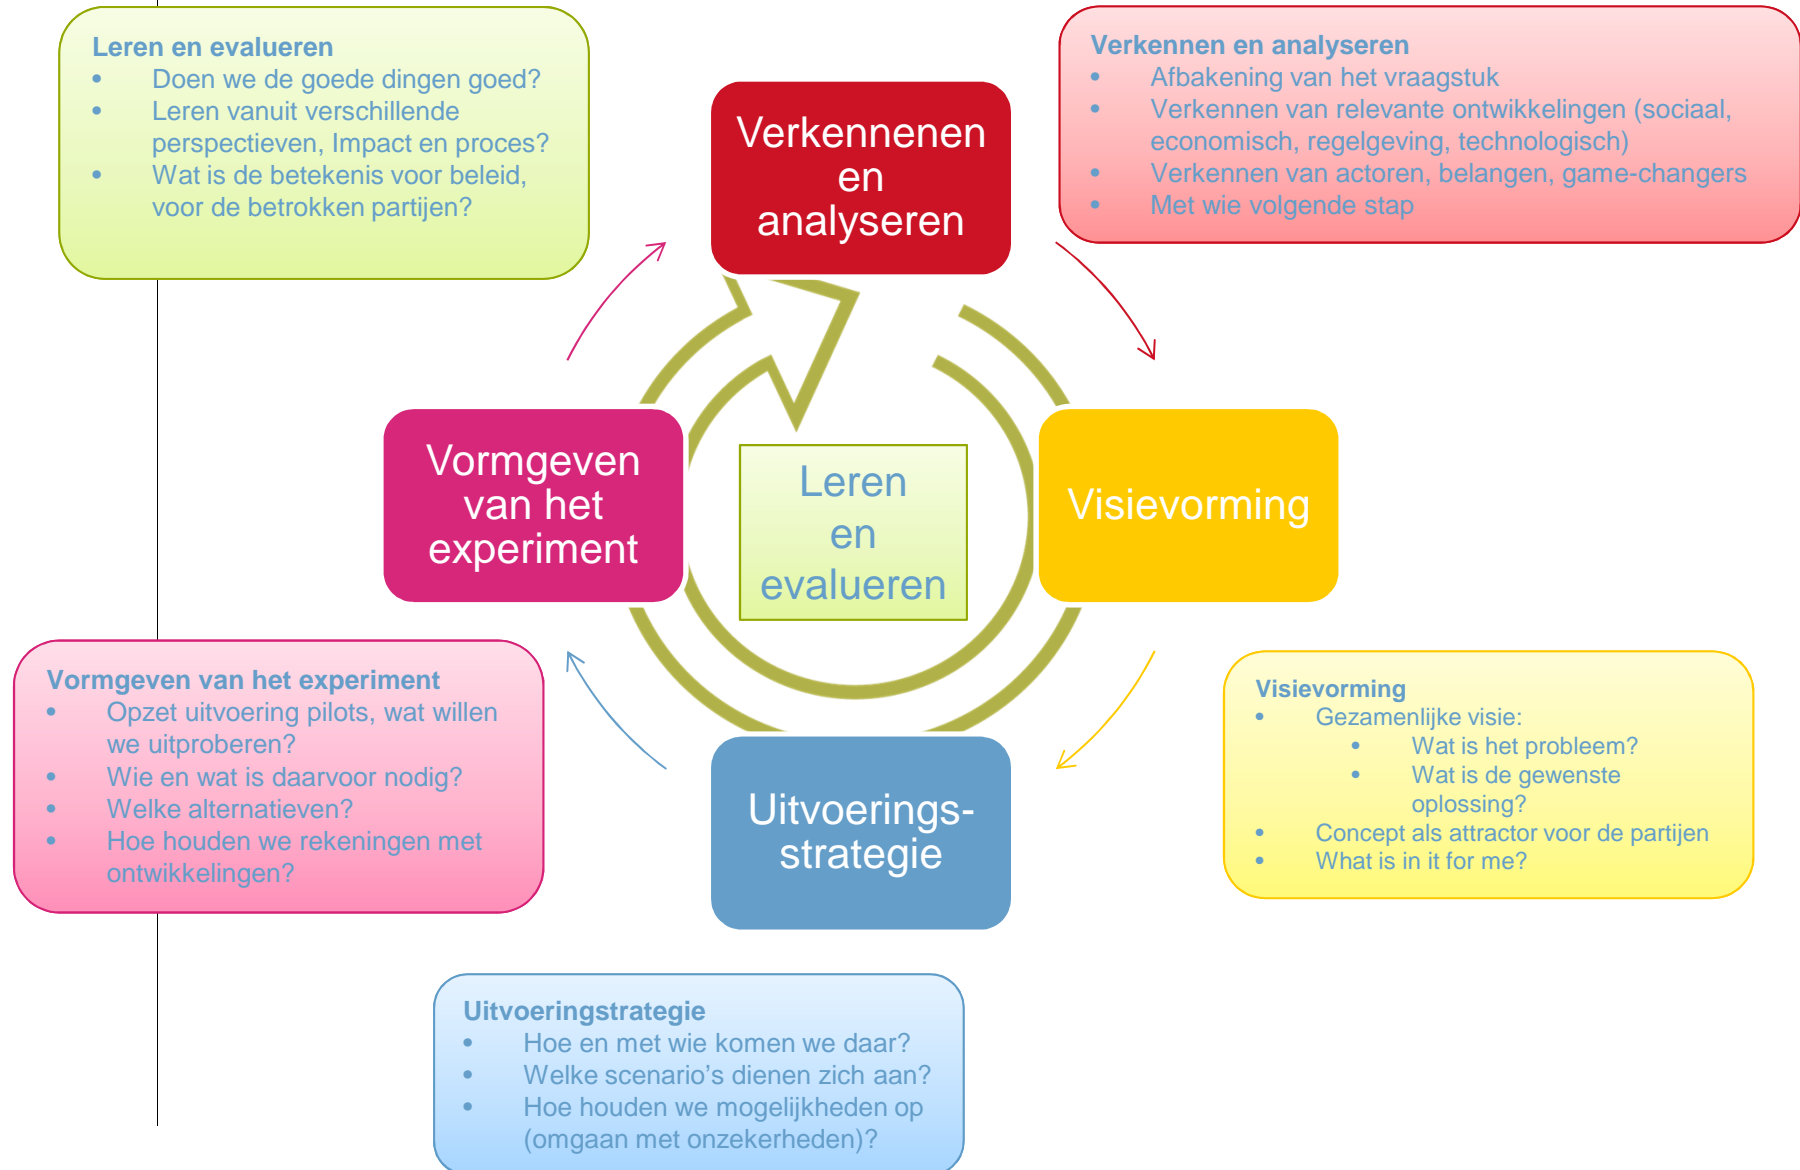 Leren en evalueren
• Doen we de goede dingen goed?
• Leren vanuit verschillende
perspectieven, Impact en proces?
• Wat is de betekenis voor beleid,
voor de betrokken partijen?
Verkennenen
en
analyseren
Verkennen en analyseren
• Afbakening van het vraagstuk
• Verkennen van relevante ontwikkelingen (sociaal,
economisch, regelgeving, technologisch)
• Verkennen van actoren, belangen, game-changers
• Met wie volgende stap
Vormgeven
van het
experiment
Leren
en
evalueren
Visievorming
Vormgeven van het experiment
• Opzet uitvoering pilots, wat willen
we uitproberen?
• Wie en wat is daarvoor nodig?
• Welke alternatieven?
• Hoe houden we rekeningen met
ontwikkelingen?
Uitvoerings-
strategie
Visievorming
• Gezamenlijke visie:
• Wat is het probleem?
• Wat is de gewenste
oplossing?
• Concept als attractor voor de partijen
• What is in it for me?
Uitvoeringstrategie
• Hoe en met wie komen we daar?
• Welke scenario’s dienen zich aan?
• Hoe houden we mogelijkheden op
(omgaan met onzekerheden)?